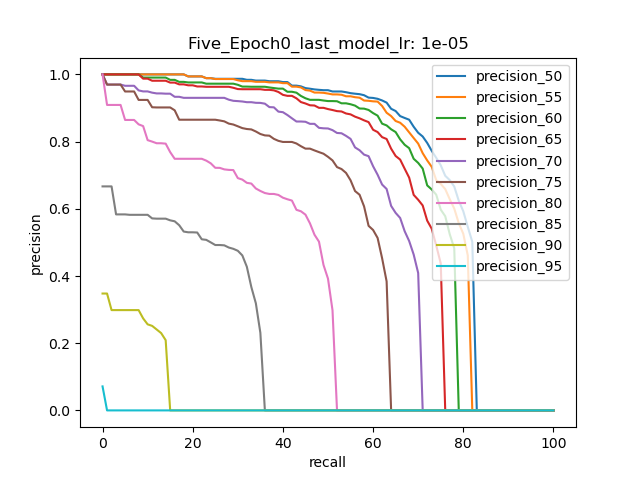 Five_Epoch0_last_model_lr: 1e-05
precision
1.0
0.8
0.6
0.4
0.2
0.0
precision_50
precision_55
precision_60
precision_65
precision_70
precision_75
precision_80
precision_85
precision_90
precision_95
0 20 40 60 80 100
recall